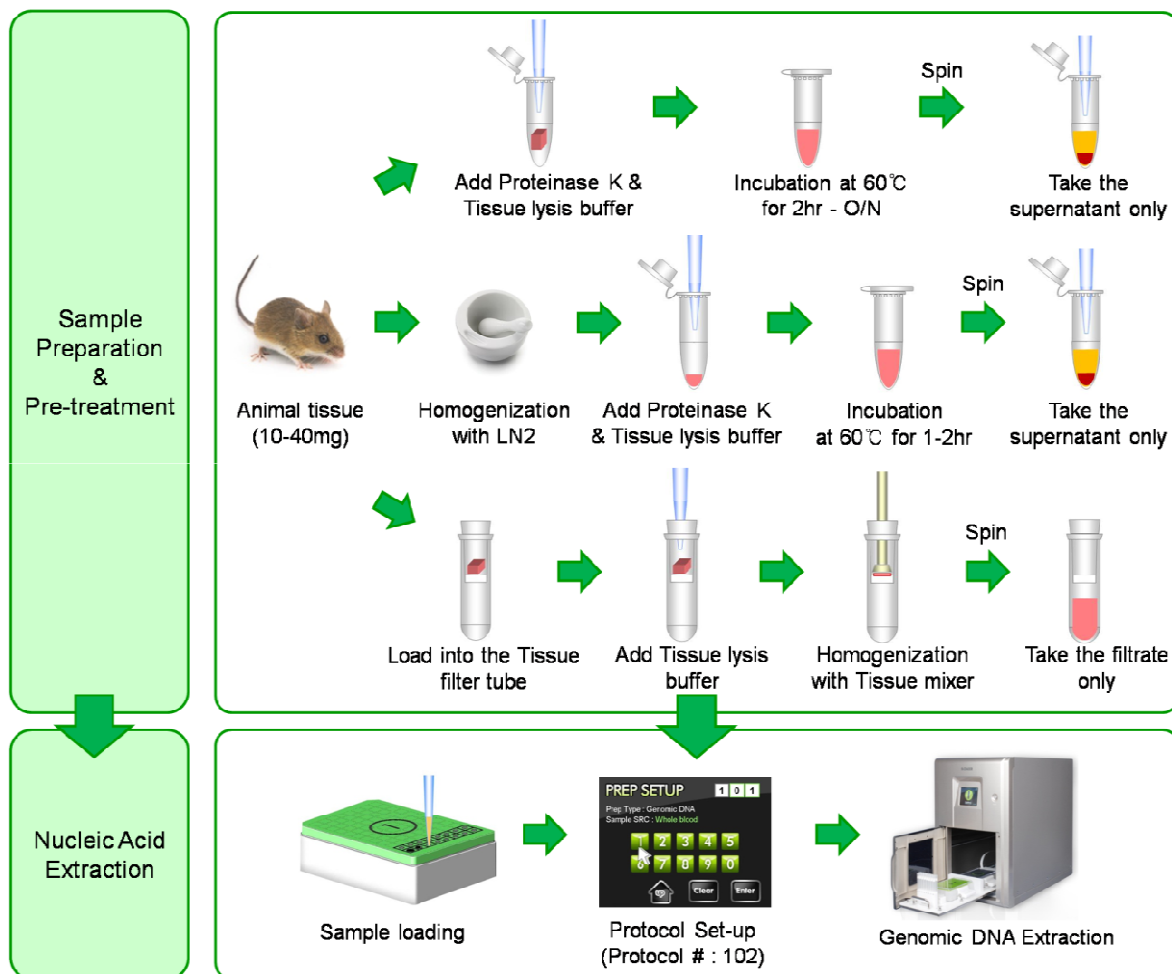 Sample
Preparation
&
Pre-treatment
Spin
Add Proteinase K &
Tissue lysis buffer
Incubation at 60℃
for 2hr - O/N
Take the
supernatant only
Spin
Animal tissue
(10-40mg)
Homogenization
with LN2
Add Proteinase K
& Tissue lysis buffer
Incubation
at 60℃ for 1-2hr
Take the
supernatant only
Spin
Load into the Tissue
filter tube
Add Tissue lysis
buffer
Homogenization
with Tissue mixer
Take the filtrate
only
Nucleic Acid
Extraction
PREP SETUP 1 0 1
Prep Type : Genomic DNA
Sample SRC : Whole blood
1 2 3 4 5
6 7 8 9 0
Clear Enter
Sample loading
Protocol Set-up
(Protocol # : 102)
Genomic DNA Extraction